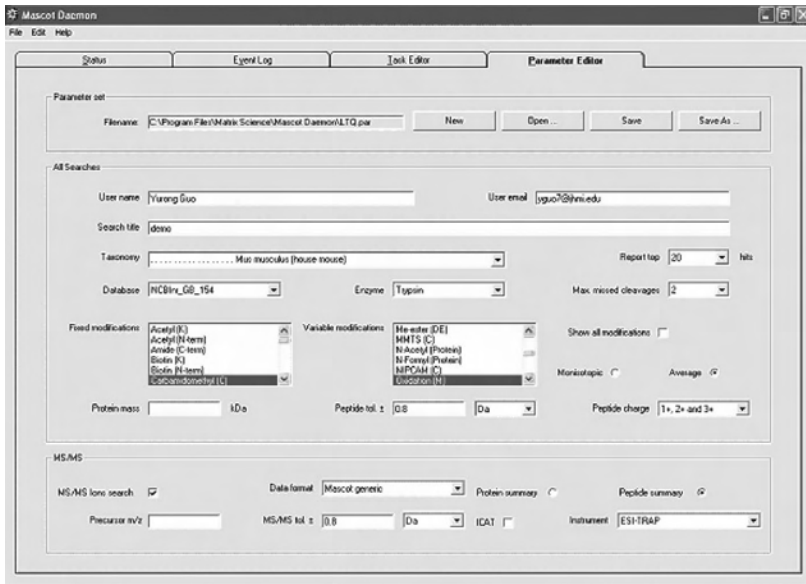 Mascot Daemon
File Edit Help
Status Event Log Task Editor Parameter Editor
Parameter set
Filename: C:\Program Files\Matrix Science\Mascot Daemon\LTQ.par New Open ... Save Save As ...
All Searches
User name Yurong Guo User email yguo7@jhmi.edu
Search title demo
Taxonomy . . . . . . . . . . . . . . . . . . Mus musculus (house mouse) Report top 20 hits
Database NCBInr_GB_154 Enzyme Trypsin Max. missed cleavages 2
Fixed modifications Acetyl (K) Variable modifications Me-ester (DE) Show all modifications
Acetyl (N-term) MMTS (C)
Amide (C-term) N-Acetyl (Protein)
Biotin (K) N-Formyl (Protein)
Biotin (N-term) NIPCAM (C) Monoisotopic Average
Carbamidomethyl (C) Oxidation (M)
Protein mass kDa Peptide tol. ± 0.8 Da Peptide charge 1+, 2+ and 3+
MS/MS
MS/MS Ions search Data format Mascot generic Protein summary Peptide summary
Precursor m/z MS/MS tol. ± 0.8 Da ICAT Instrument ESI-TRAP